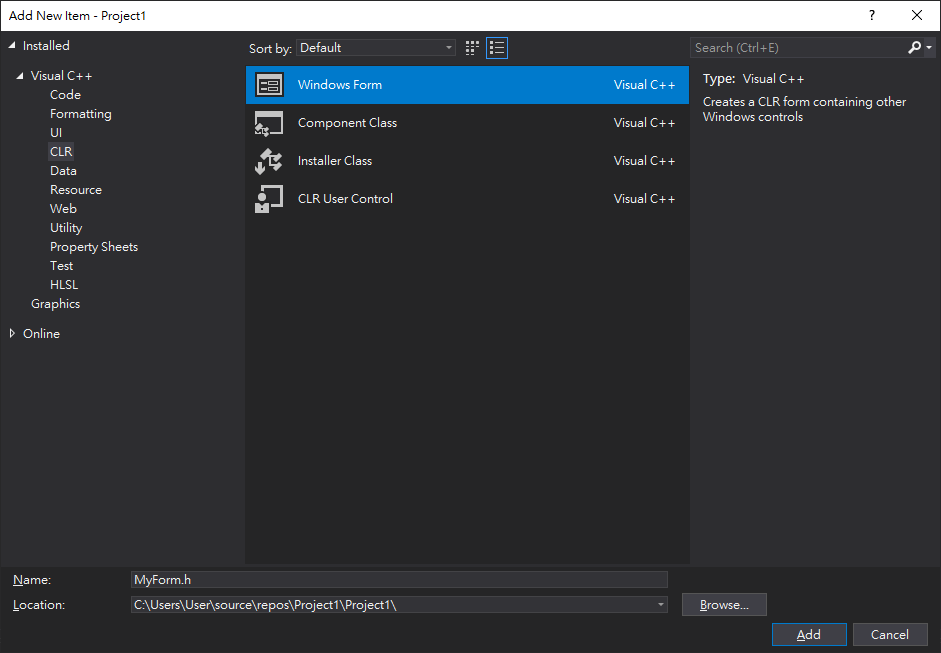 Add New Item - Project1
?
Installed
Visual C++
Code
Formatting
UI
CLR
Data
Resource
Web
Utility
Property Sheets
Test
HLSL
Graphics
Online
Sort by: Default
Windows Form Visual C++
Component Class Visual C++
Installer Class Visual C++
CLR User Control Visual C++
Search (Ctrl+E)
Type: Visual C++
Creates a CLR form containing other
Windows controls
Name: MyForm.h
Location: C:\Users\User\source\repos\Project1\Project1\
Browse...
Add Cancel